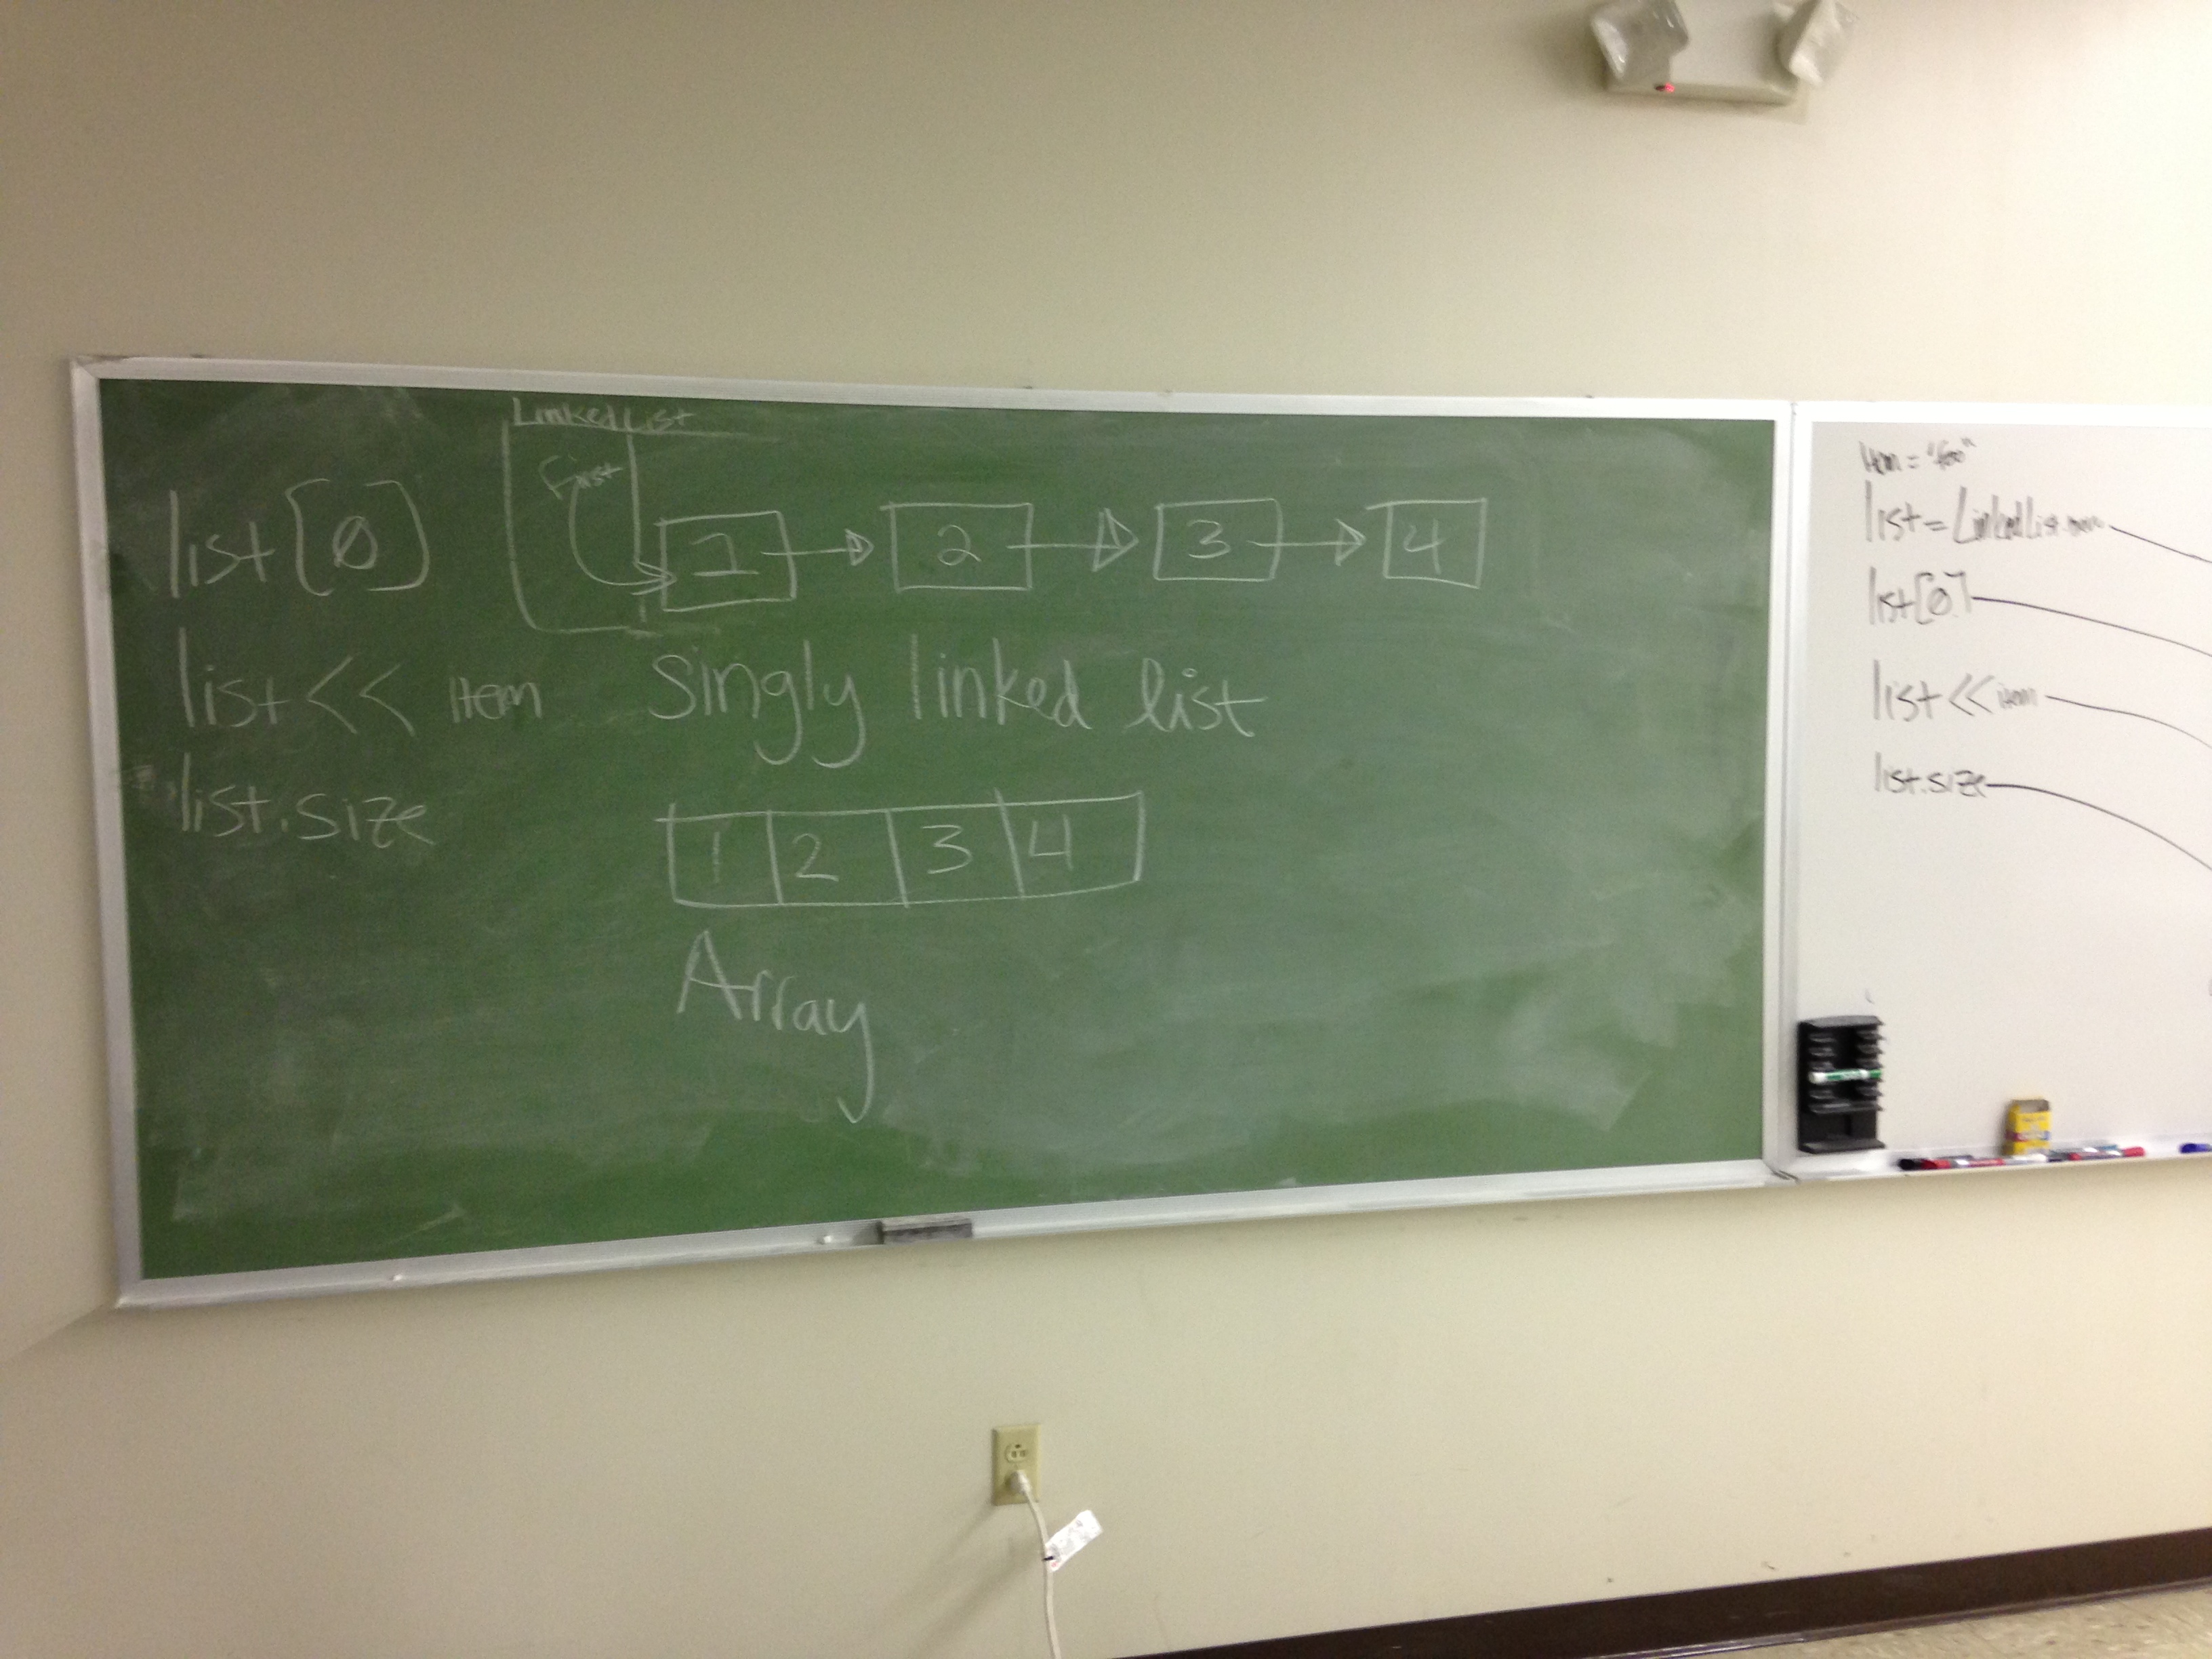 LinkedList
First
list[0]
1 2 3 4
list << item
Singly linked list
list.size
1 2 3 4
Array
item = "foo"
list = LinkedList.new
list[0]
list << item
list.size